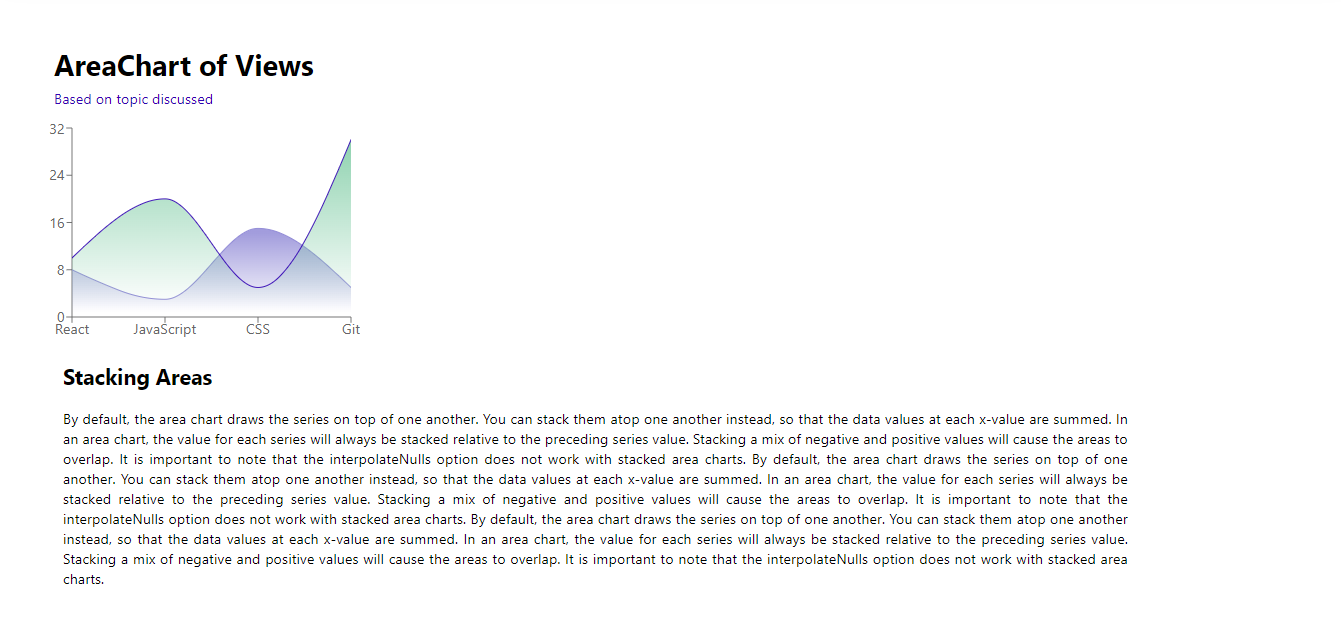 AreaChart of Views
Based on topic discussed
32
24
16
8
0
React JavaScript CSS Git
Stacking Areas
By default, the area chart draws the series on top of one another. You can stack them atop one another instead, so that the data values at each x-value are summed. In
an area chart, the value for each series will always be stacked relative to the preceding series value. Stacking a mix of negative and positive values will cause the areas to
overlap. It is important to note that the interpolateNulls option does not work with stacked area charts. By default, the area chart draws the series on top of one
another. You can stack them atop one another instead, so that the data values at each x-value are summed. In an area chart, the value for each series will always be
stacked relative to the preceding series value. Stacking a mix of negative and positive values will cause the areas to overlap. It is important to note that the
interpolateNulls option does not work with stacked area charts. By default, the area chart draws the series on top of one another. You can stack them atop one another
instead, so that the data values at each x-value are summed. In an area chart, the value for each series will always be stacked relative to the preceding series value.
Stacking a mix of negative and positive values will cause the areas to overlap. It is important to note that the interpolateNulls option does not work with stacked area
charts.